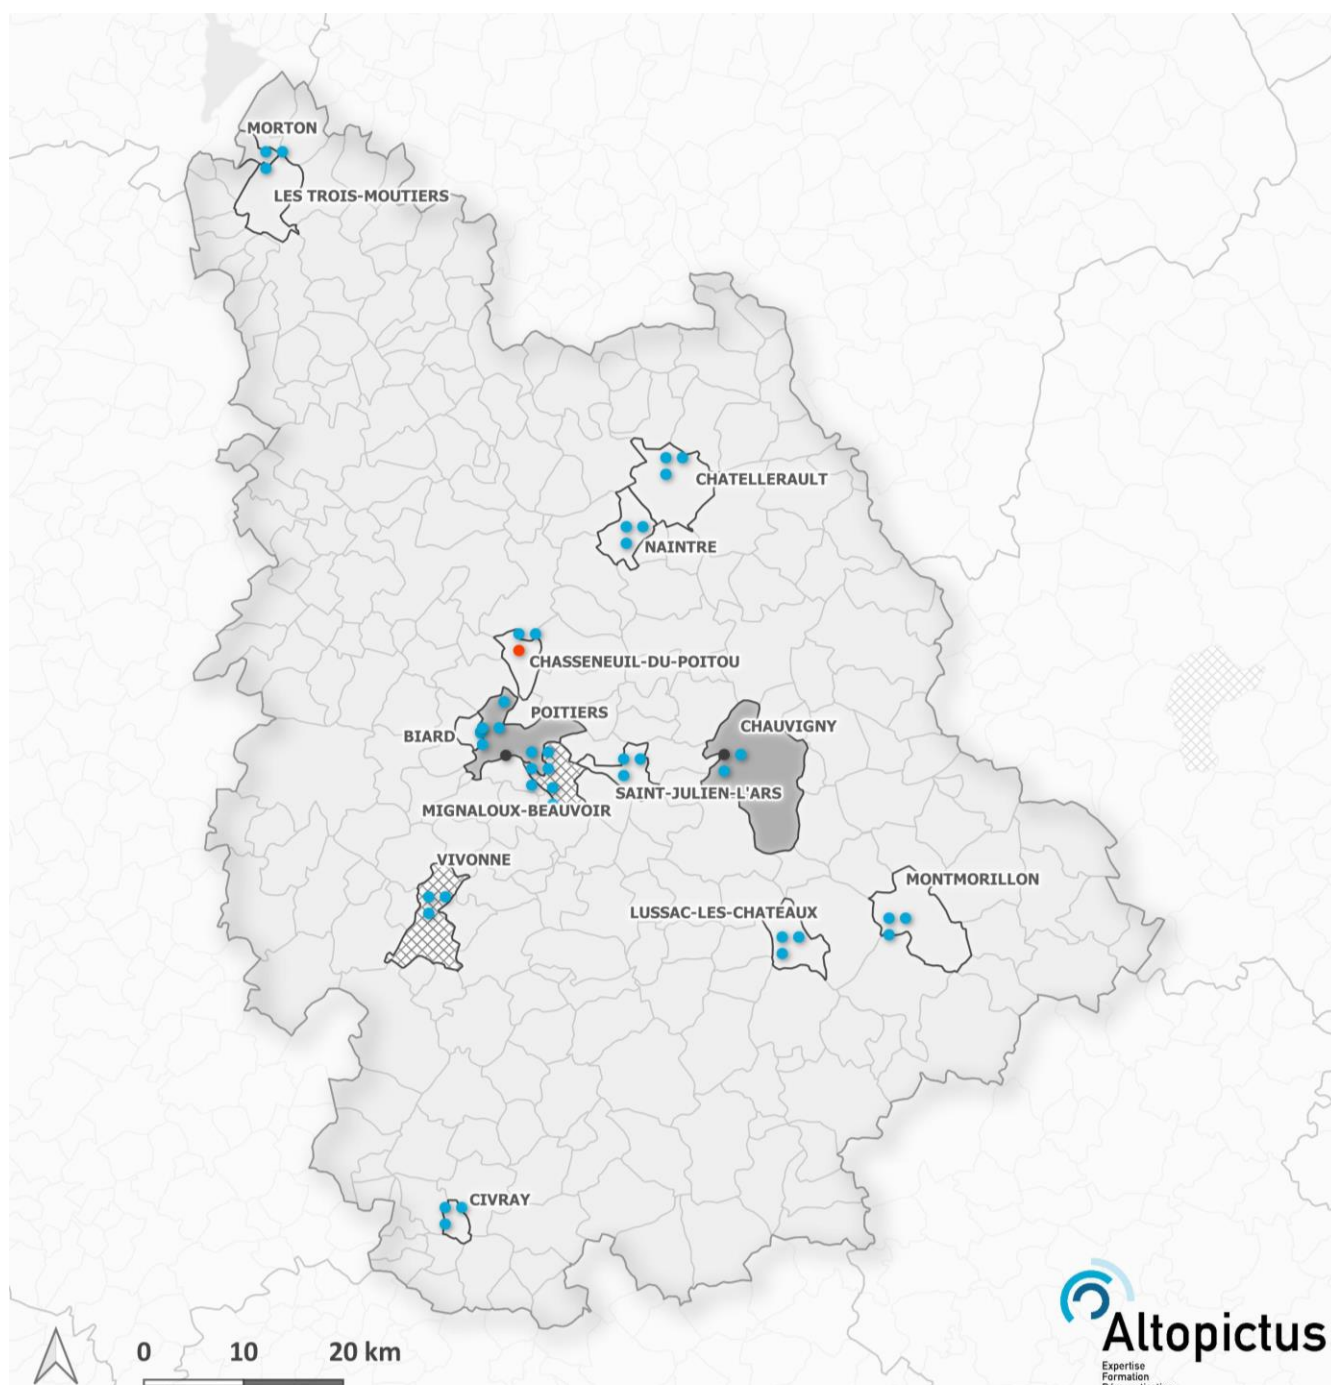 MORTON
LES TROIS-MOUTIERS
CHATELLERAULT
NAINTRE
CHASSENEUIL-DU-POITOU
POITIERS
BIARD
CHAUVIGNY
SAINT-JULIEN-L'ARS
MIGNALOUX-BEAUVOIR
VIVONNE
MONTMORILLON
LUSSAC-LES-CHATEAUX
CIVRAY
0 10 20 km
Altopictus
Expertise
Formation